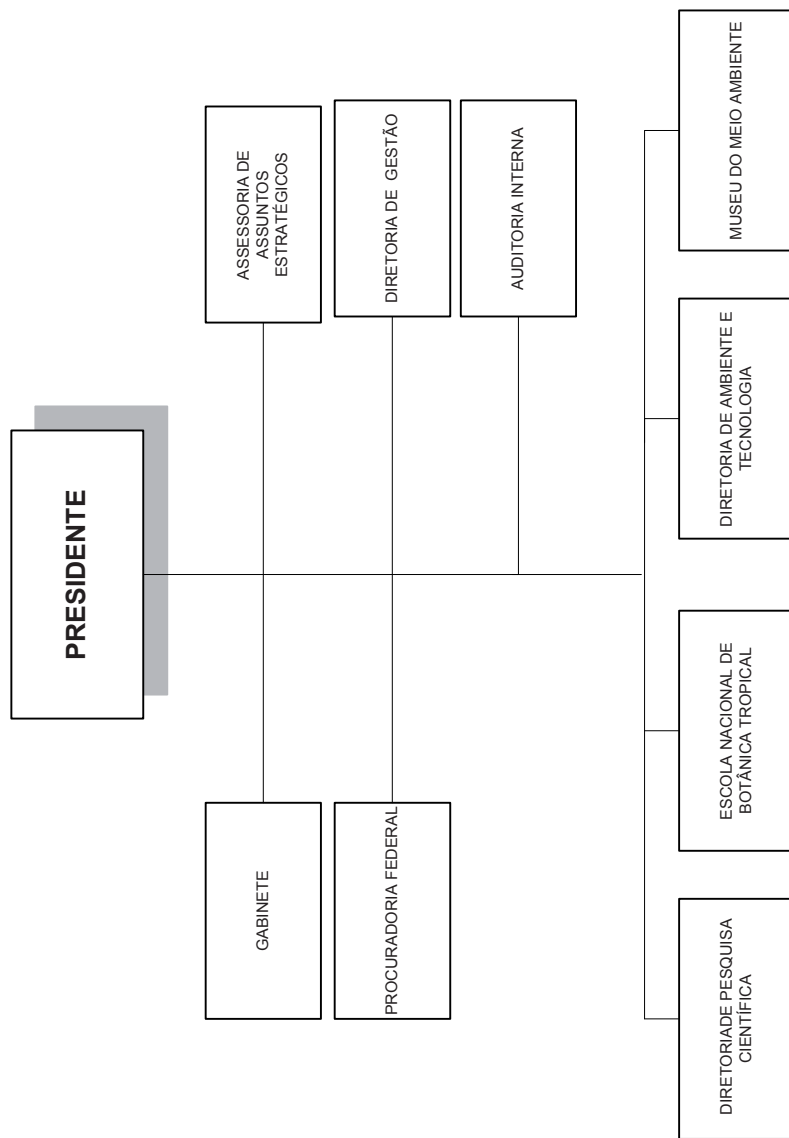 PRESIDENTE
GABINETE
ASSESSORIA DE
ASSUNTOS
ESTRATÉGICOS
PROCURADORIA FEDERAL
DIRETORIA DE GESTÃO
AUDITORIA INTERNA
DIRETORIADE PESQUISA
CIENTÍFICA
ESCOLA NACIONAL DE
BOTÂNICA TROPICAL
DIRETORIA DE AMBIENTE E
TECNOLOGIA
MUSEU DO MEIO AMBIENTE